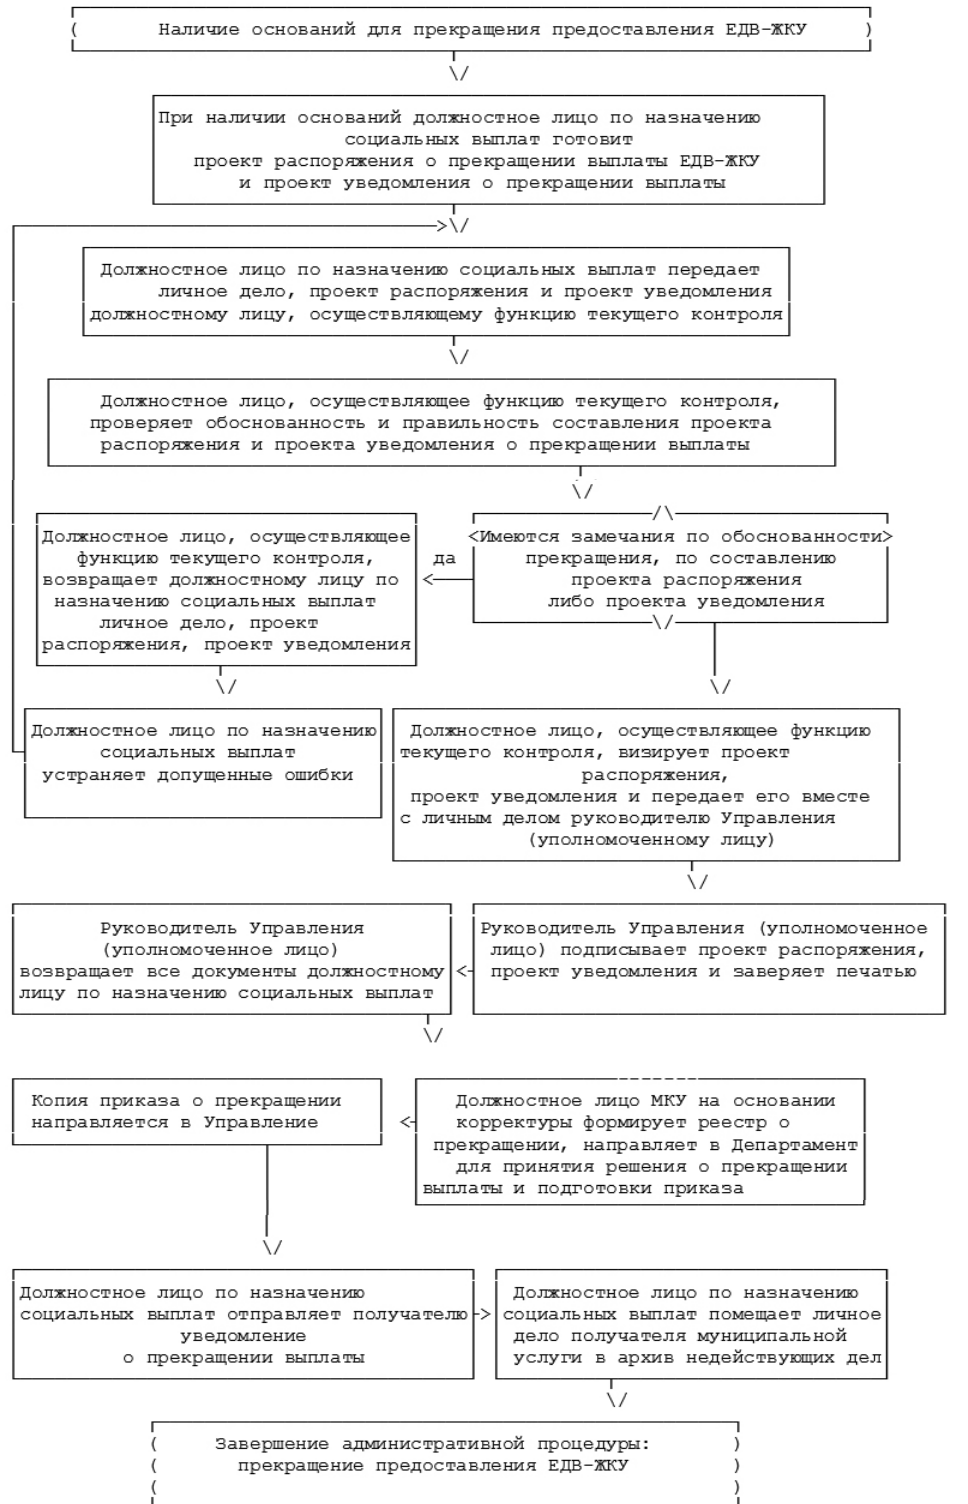 Наличие оснований для прекращения предоставления ЕДВ-ЖКУ
При наличии оснований должностное лицо по назначению
социальных выплат готовит
проект распоряжения о прекращении выплаты ЕДВ-ЖКУ
и проект уведомления о прекращении выплаты
Должностное лицо по назначению социальных выплат передает
личное дело, проект распоряжения и проект уведомления
должностному лицу, осуществляющему функцию текущего контроля
Должностное лицо, осуществляющее функцию текущего контроля,
проверяет обоснованность и правильность составления проекта
распоряжения и проекта уведомления о прекращении выплаты
Должностное лицо, осуществляющее
функцию текущего контроля,
возвращает должностному лицу по
назначению социальных выплат
личное дело, проект
распоряжения, проект уведомления
да
<Имеются замечания по обоснованности>
прекращения, по составлению
проекта распоряжения
либо проекта уведомления
Должностное лицо по назначению
социальных выплат
устраняет допущенные ошибки
Должностное лицо, осуществляющее функцию
текущего контроля, визирует проект
распоряжения,
проект уведомления и передает его вместе
с личным делом руководителю Управления
(уполномоченному лицу)
Руководитель Управления
(уполномоченное лицо)
возвращает все документы должностному
лицу по назначению социальных выплат
Руководитель Управления (уполномоченное
лицо) подписывает проект распоряжения,
проект уведомления и заверяет печатью
Копия приказа о прекращении
направляется в Управление
Должностное лицо МКУ на основании
корректуры формирует реестр о
прекращении, направляет в Департамент
для принятия решения о прекращении
выплаты и подготовки приказа
Должностное лицо по назначению
социальных выплат отправляет получателю
уведомление
о прекращении выплаты
Должностное лицо по назначению
социальных выплат помещает личное
дело получателя муниципальной
услуги в архив недействующих дел
Завершение административной процедуры:
прекращение предоставления ЕДВ-ЖКУ